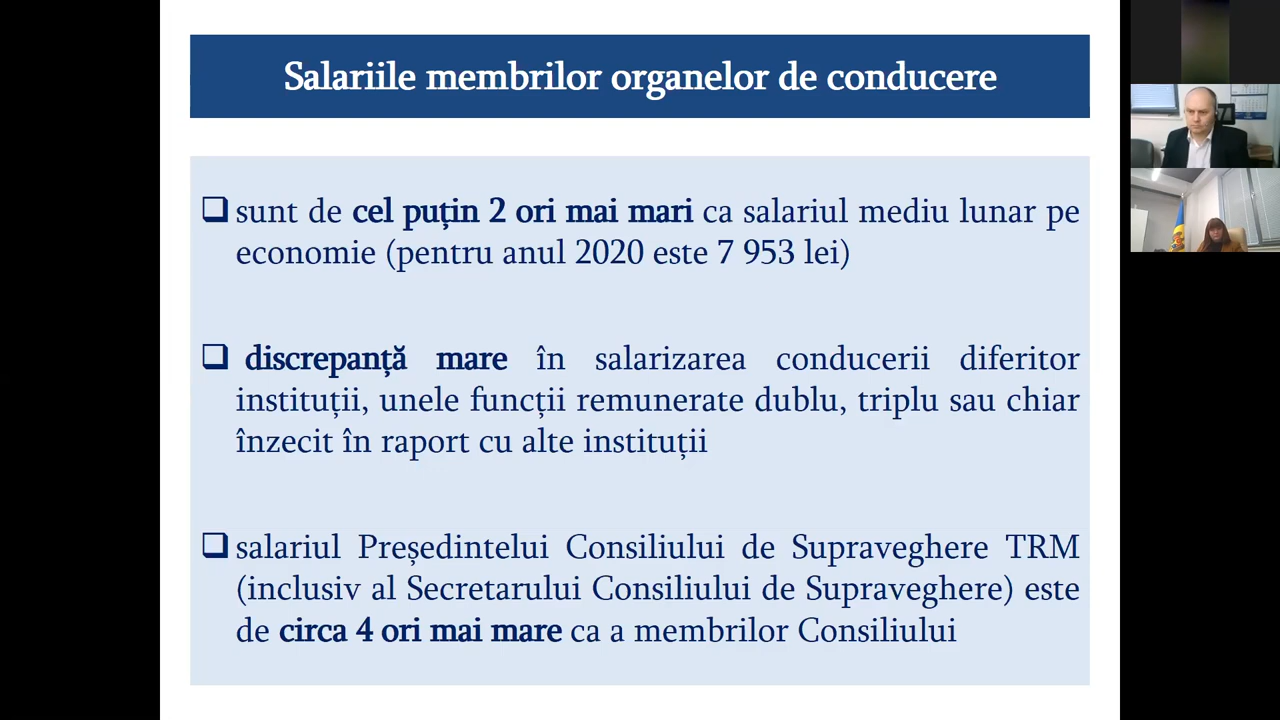 Salariile membrilor organelor de conducere
sunt de cel puțin 2 ori mai mari ca salariul mediu lunar pe
economie (pentru anul 2020 este 7 953 lei)
discrepanță mare în salarizarea conducerii diferitor
instituții, unele funcții remunerate dublu, triplu sau chiar
înzecit în raport cu alte instituții
salariul Președintelui Consiliului de Supraveghere TRM
(inclusiv al Secretarului Consiliului de Supraveghere) este
de circa 4 ori mai mare ca a membrilor Consiliului